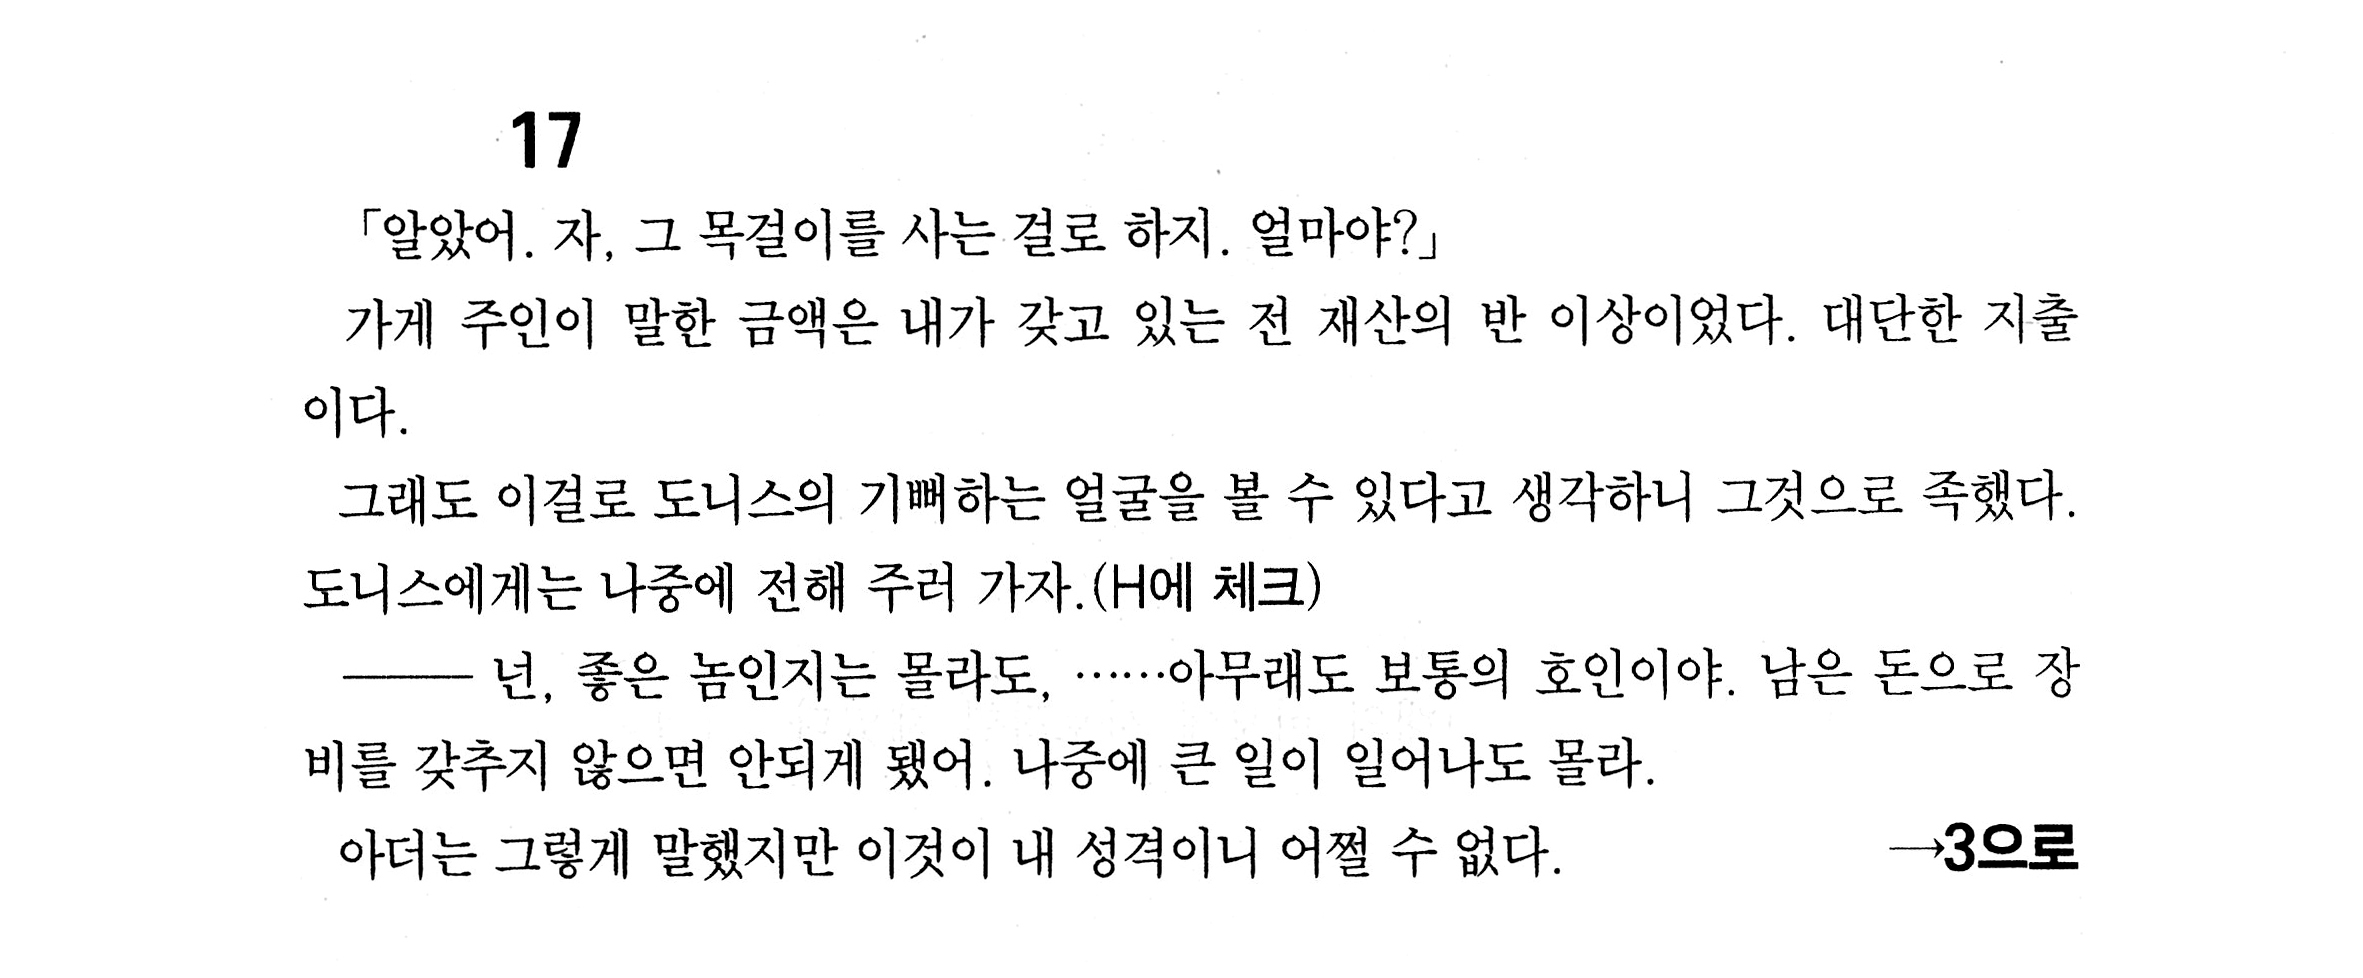 17
「알았어. 자, 그 목걸이를 사는 걸로 하지. 얼마야?」
가게 주인이 말한 금액은 내가 갖고 있는 전 재산의 반 이상이었다. 대단한 지출
이다.
그래도 이걸로 도니스의 기뻐하는 얼굴을 볼 수 있다고 생각하니 그것으로 족했다.
도니스에게는 나중에 전해 주러 가자.(H에 체크)
―― 넌, 좋은 놈인지는 몰라도, ……아무래도 보통의 호인이야. 남은 돈으로 장
비를 갖추지 않으면 안되게 됐어. 나중에 큰 일이 일어나도 몰라.
아더는 그렇게 말했지만 이것이 내 성격이니 어쩔 수 없다. →3으로